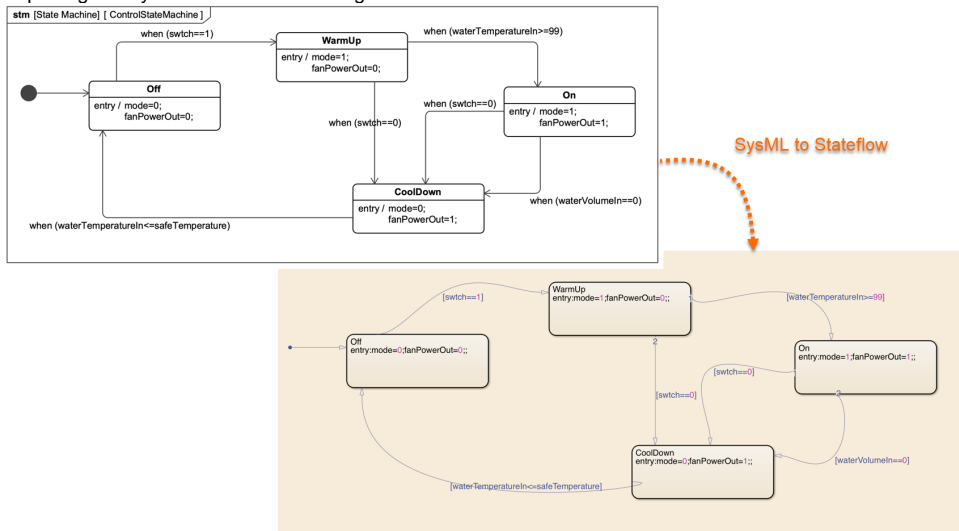 stm [State Machine] [ ControlStateMachine ]
when (swtch==1)
WarmUp
entry / mode=1;
fanPowerOut=0;
when (waterTemperatureIn>=99)
Off
entry / mode=0;
fanPowerOut=0;
when (swtch==0)
when (swtch==0)
On
entry / mode=1;
fanPowerOut=1;
CoolDown
entry / mode=0;
fanPowerOut=1;
when (waterVolumeIn==0)
when (waterTemperatureIn<=safeTemperature)
SysML to Stateflow
[swtch==1]
WarmUp
entry:mode=1;fanPowerOut=0;;
1
2
[waterTemperatureIn>=99]
Off
entry:mode=0;fanPowerOut=0;;
On
entry:mode=1;fanPowerOut=1;;
2
[swtch==0]
[swtch==0]
CoolDown
entry:mode=0;fanPowerOut=1;;
[waterVolumeIn==0]
[waterTemperatureIn<=safeTemperature]